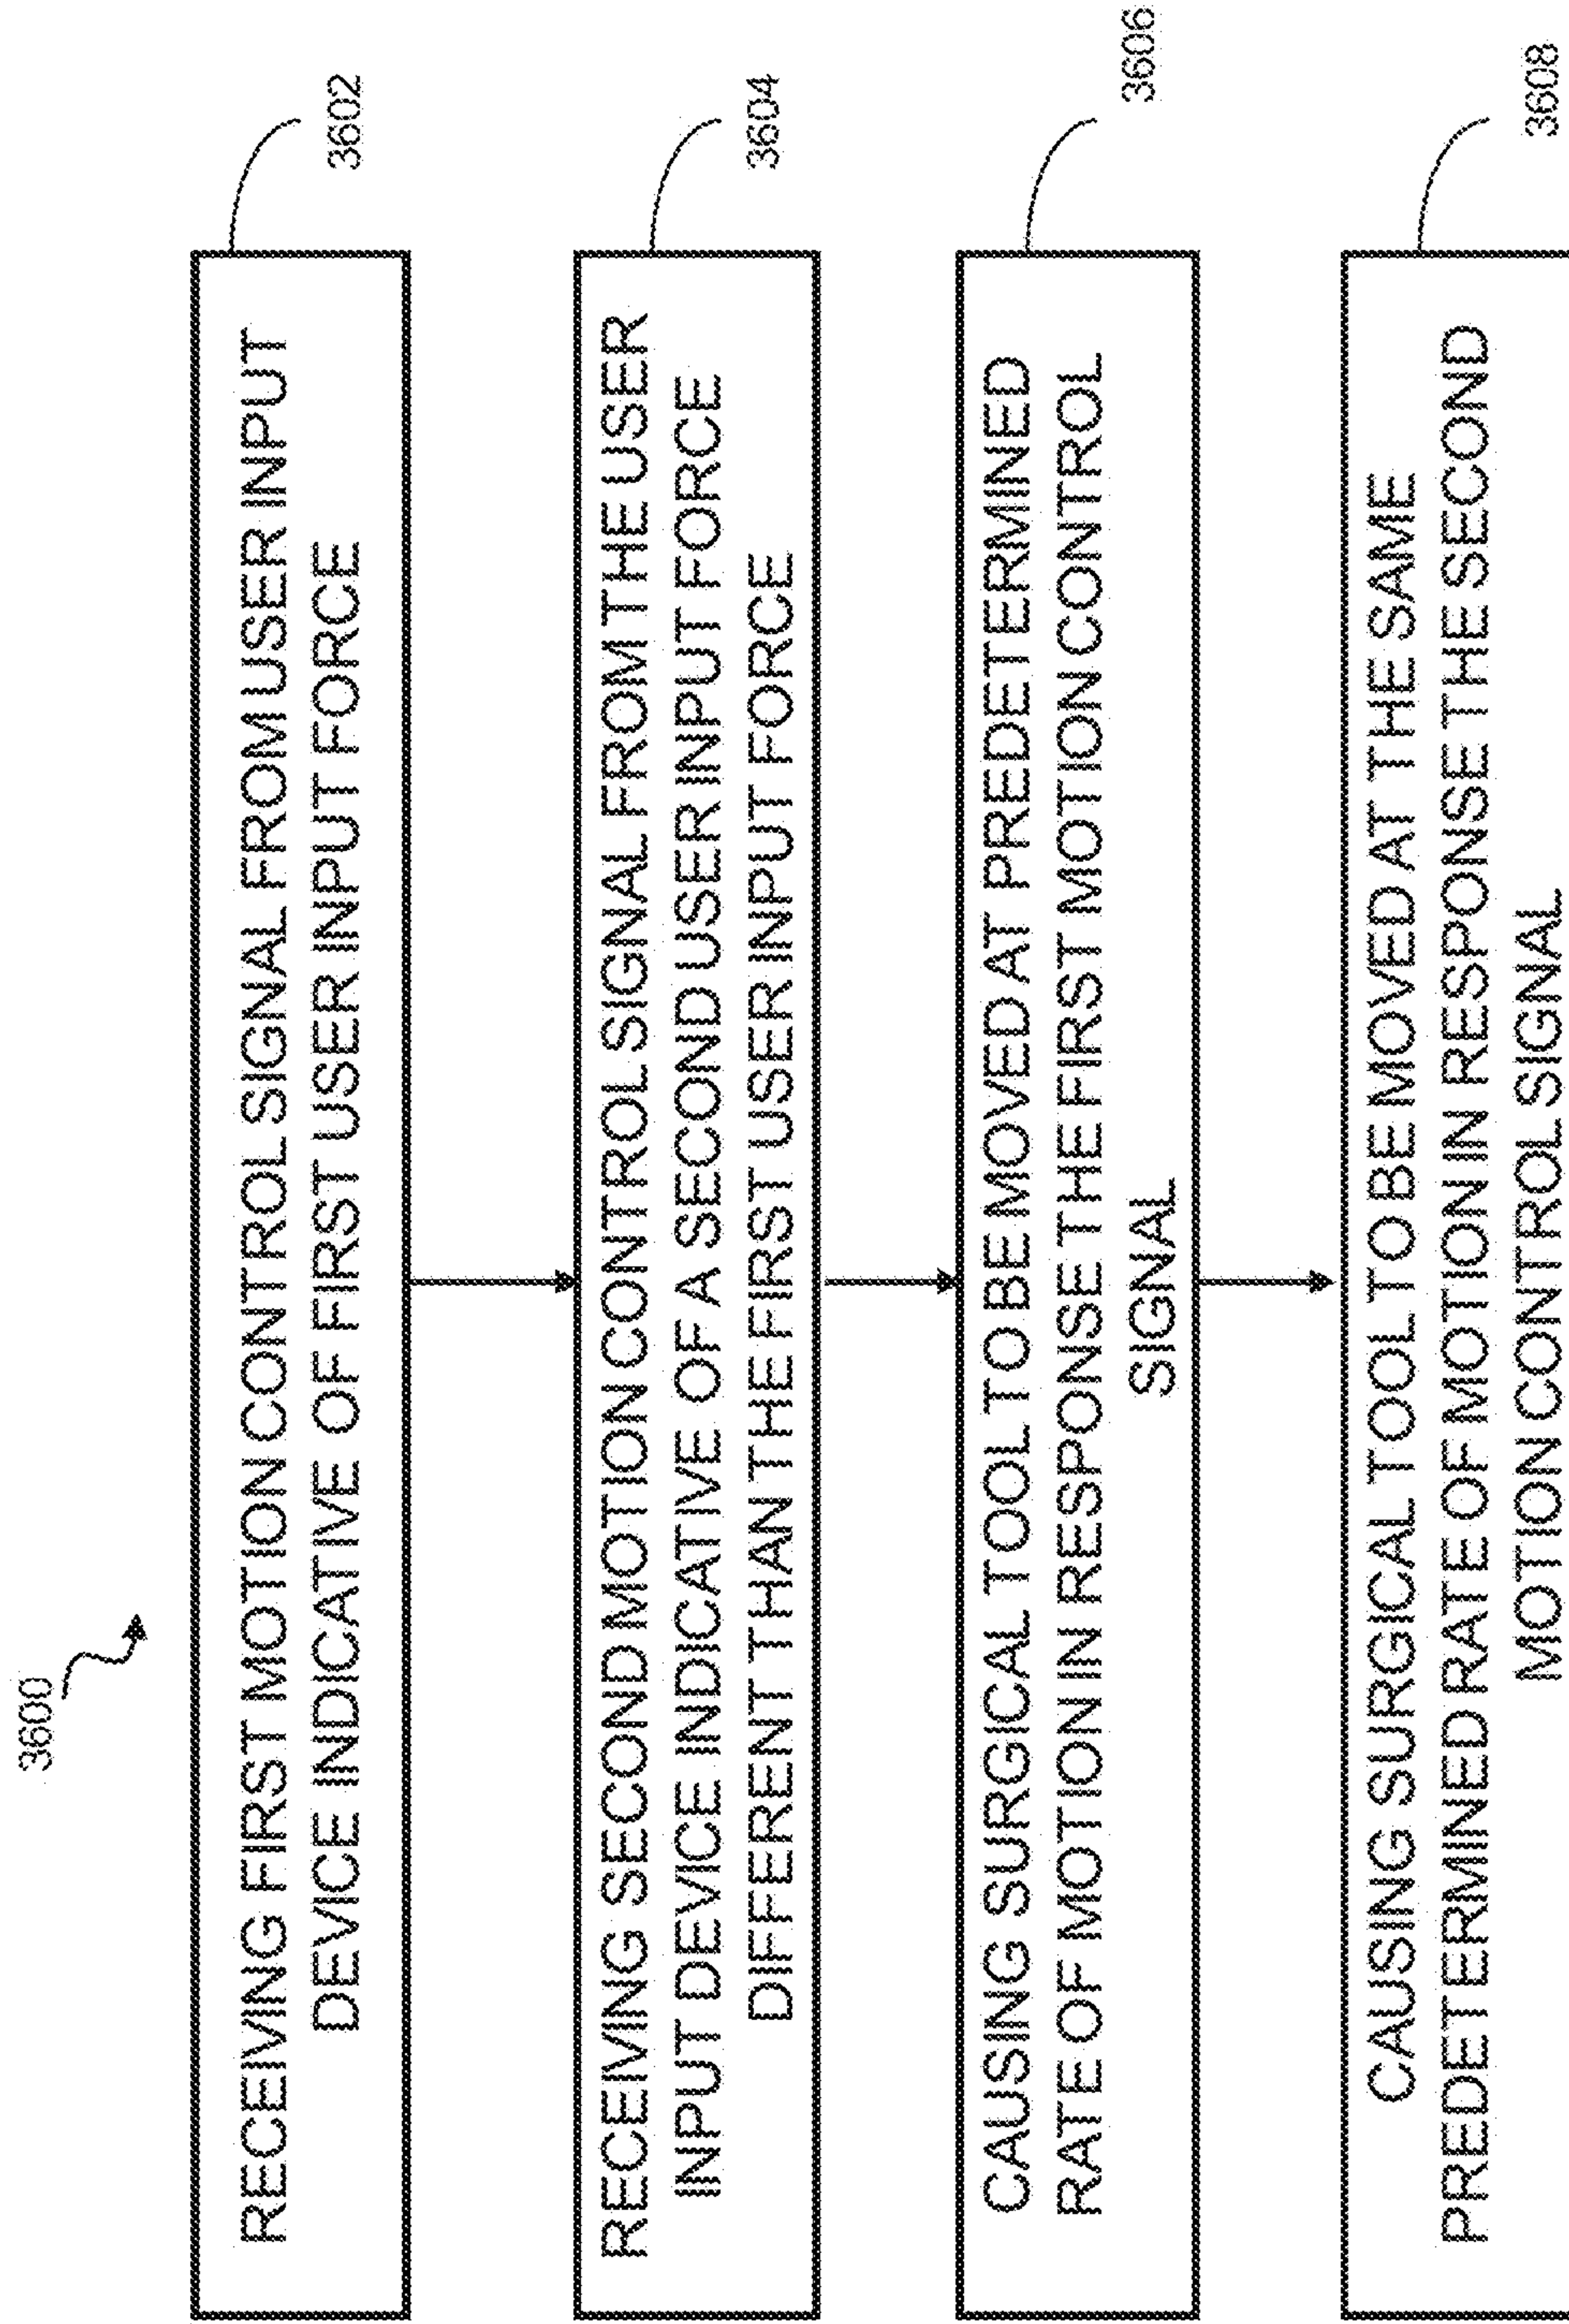 3600
RECEIVING FIRST MOTION CONTROL SIGNAL FROM USER INPUT
DEVICE INDICATIVE OF FIRST USER INPUT FORCE
3602
RECEIVING SECOND MOTION CONTROL SIGNAL FROM THE USER
INPUT DEVICE INDICATIVE OF A SECOND USER INPUT FORCE
DIFFERENT THAN THE FIRST USER INPUT FORCE
3604
CAUSING SURGICAL TOOL TO BE MOVED AT PREDETERMINED
RATE OF MOTION IN RESPONSE THE FIRST MOTION CONTROL
SIGNAL
3606
CAUSING SURGICAL TOOL TO BE MOVED AT THE SAME
PREDETERMINED RATE OF MOTION IN RESPONSE THE SECOND
MOTION CONTROL SIGNAL
3608